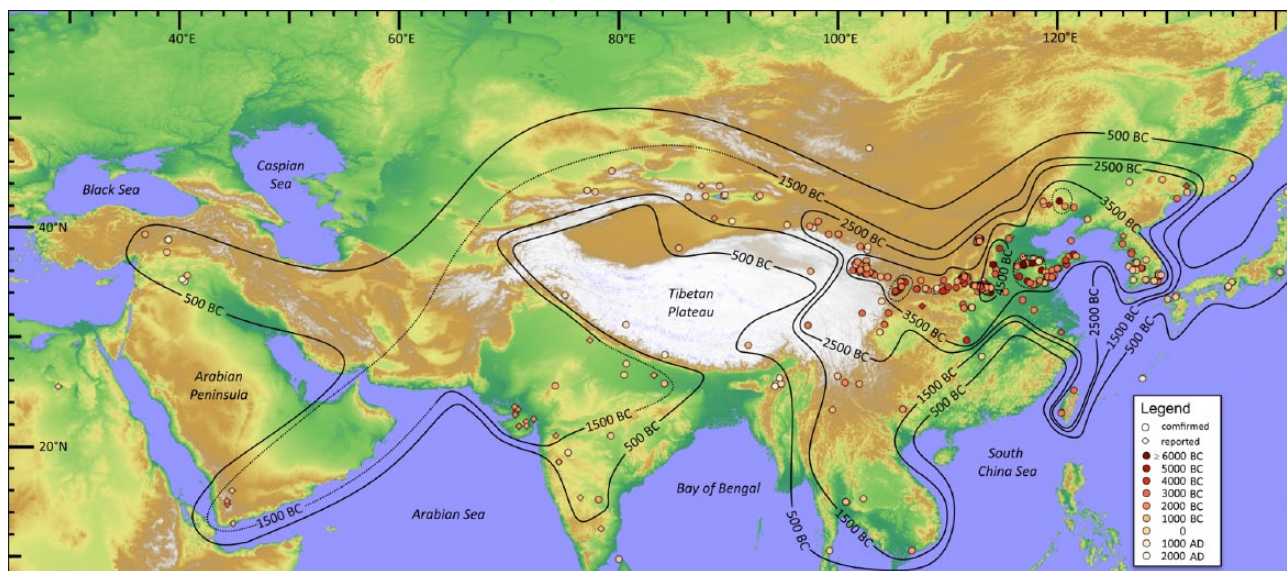 40°E
60°E
80°E
100°E
120°E
Black Sea
Caspian
Sea
500 BC
1500 BC
2500 BC
3500 BC
40°N
2500 BC
4500 BC
500 BC
Tibetan
Plateau
500 BC
3500 BC
2500 BC
2500 BC
1500 BC
500 BC
Arabian
Peninsula
1500 BC
500 BC
1500 BC
500 BC
20°N
South
China Sea
Bay of Bengal
Arabian Sea
1500 BC
500 BC
1500 BC
Legend
comfirmed
reported
≥ 6000 BC
5000 BC
4000 BC
3000 BC
2000 BC
1000 BC
0
1000 AD
2000 AD